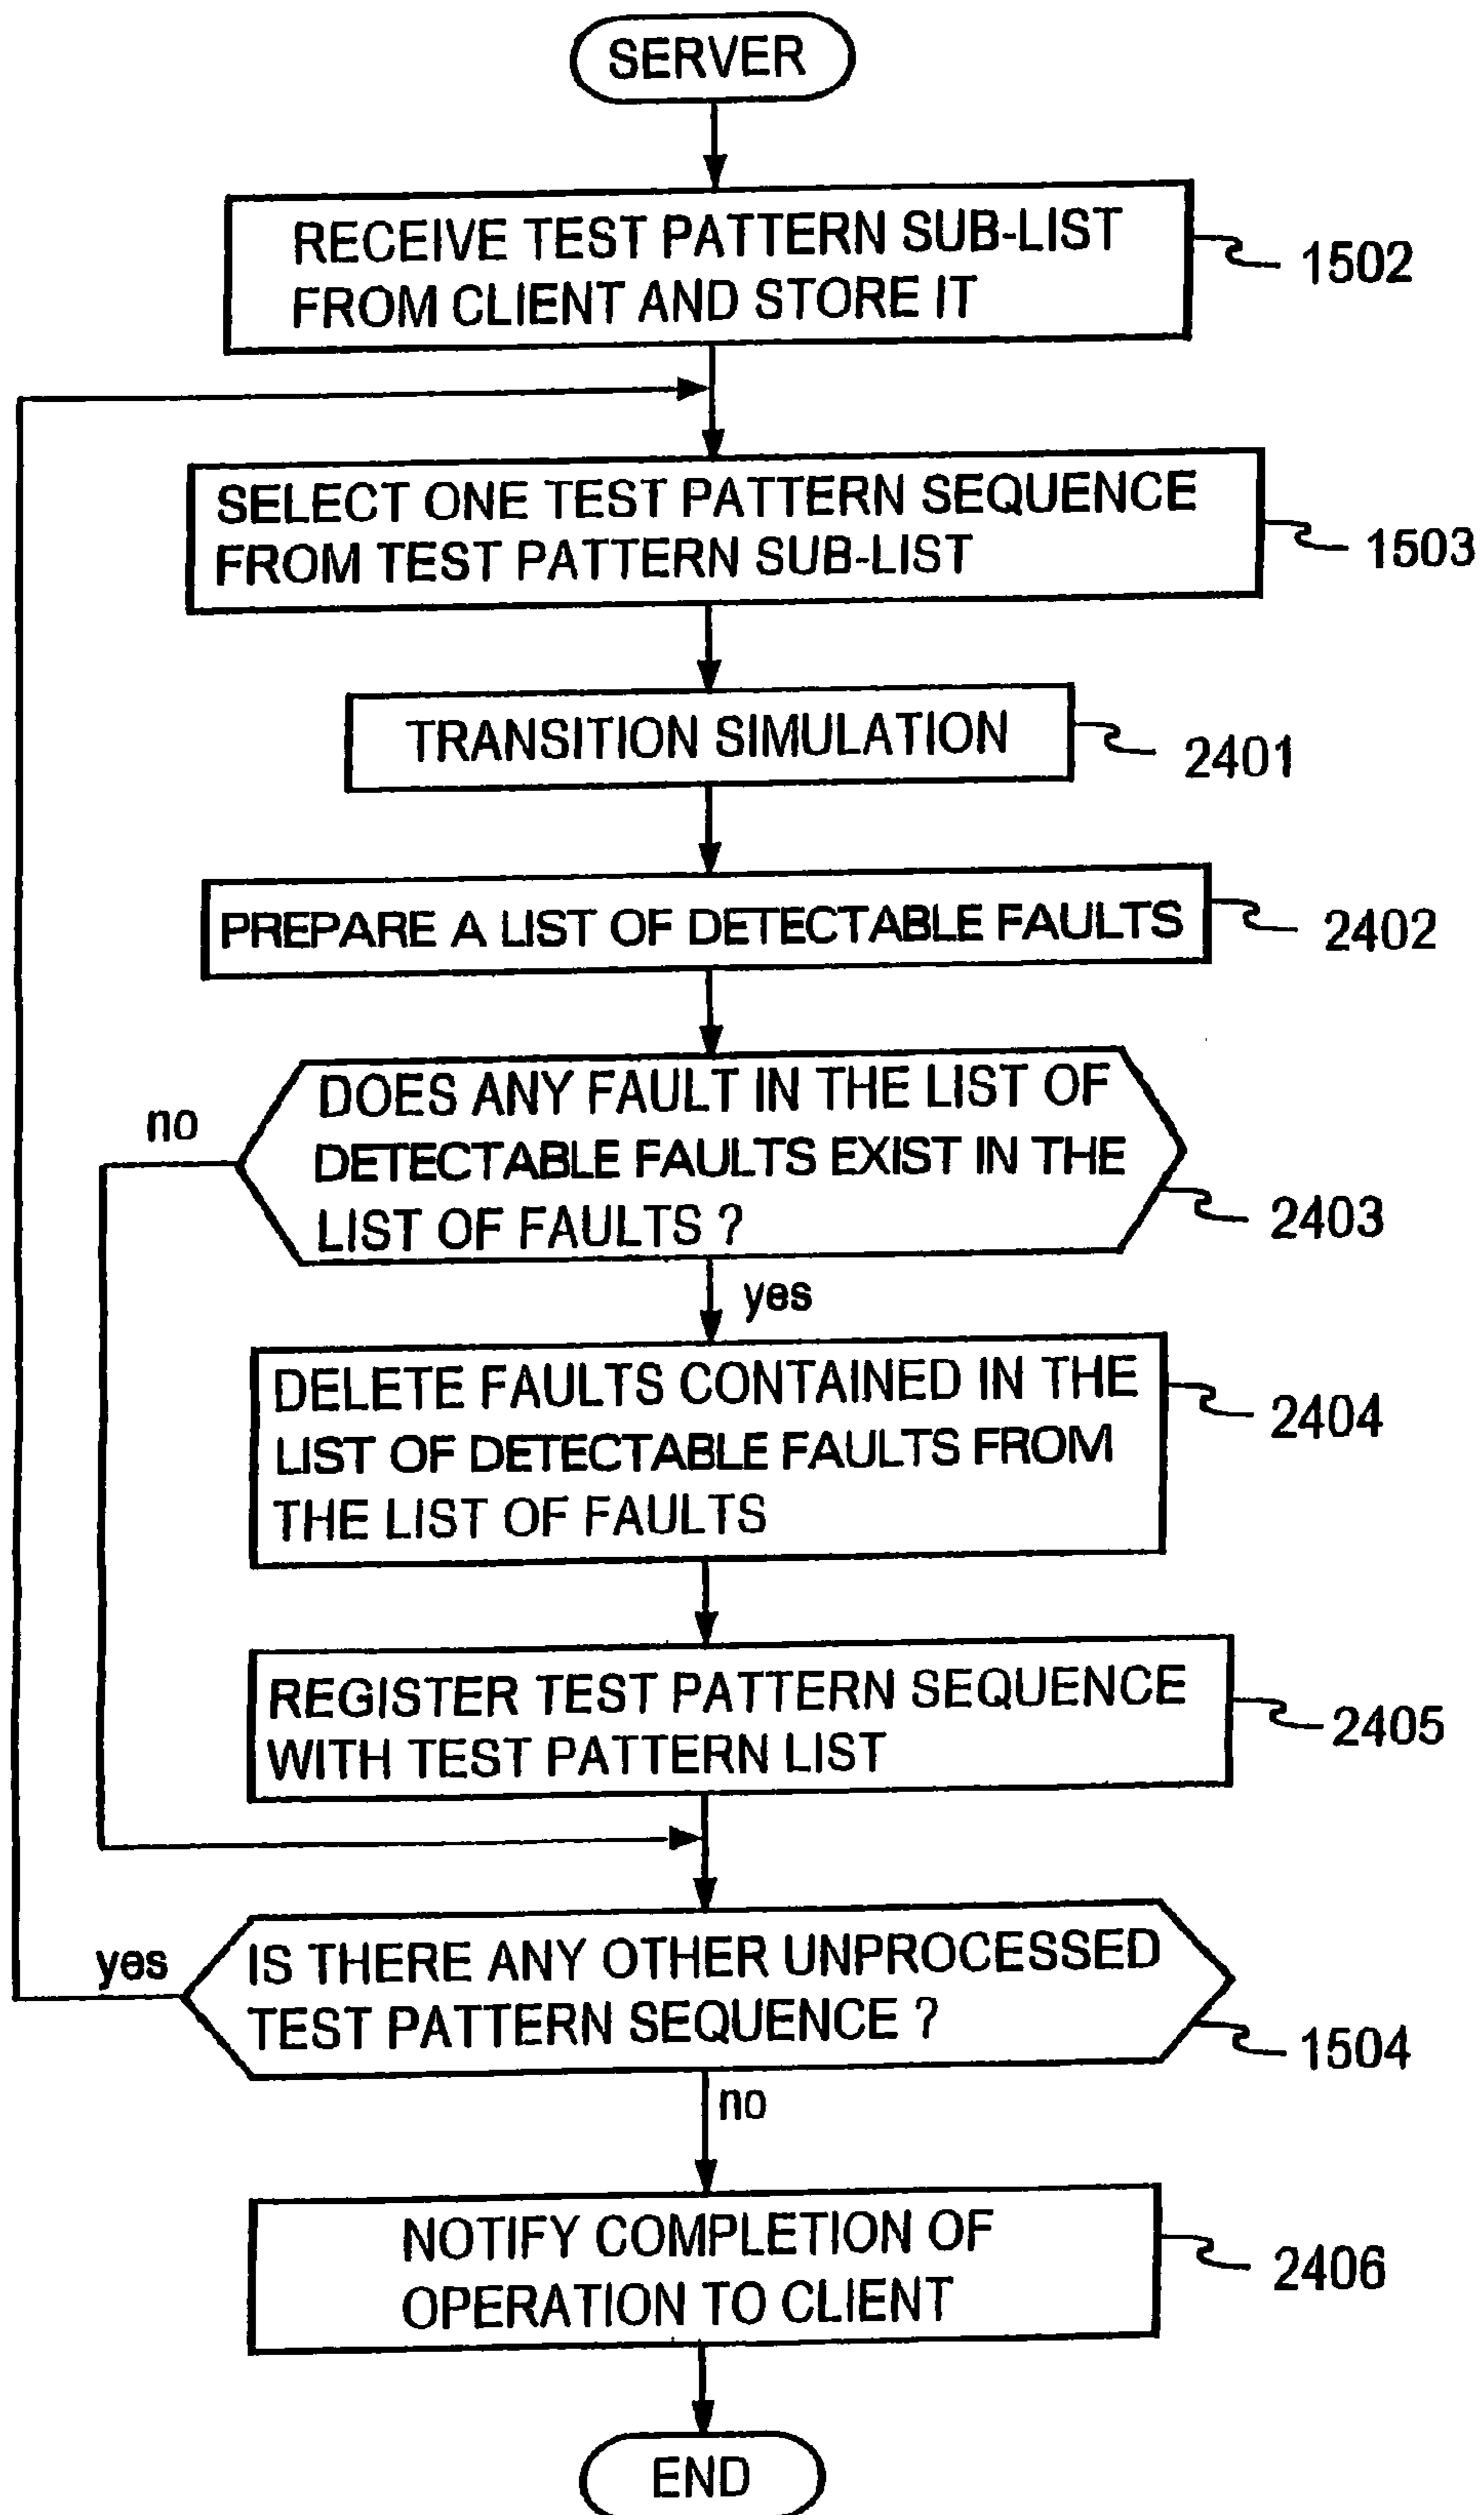 SERVER
RECEIVE TEST PATTERN SUB-LIST
FROM CLIENT AND STORE IT
1502
SELECT ONE TEST PATTERN SEQUENCE
FROM TEST PATTERN SUB-LIST
1503
TRANSITION SIMULATION
2401
PREPARE A LIST OF DETECTABLE FAULTS
2402
DOES ANY FAULT IN THE LIST OF
DETECTABLE FAULTS EXIST IN THE
LIST OF FAULTS ?
no
2403
yes
DELETE FAULTS CONTAINED IN THE
LIST OF DETECTABLE FAULTS FROM
THE LIST OF FAULTS
2404
REGISTER TEST PATTERN SEQUENCE
WITH TEST PATTERN LIST
2405
yes
IS THERE ANY OTHER UNPROCESSED
TEST PATTERN SEQUENCE ?
1504
no
NOTIFY COMPLETION OF
OPERATION TO CLIENT
2406
END